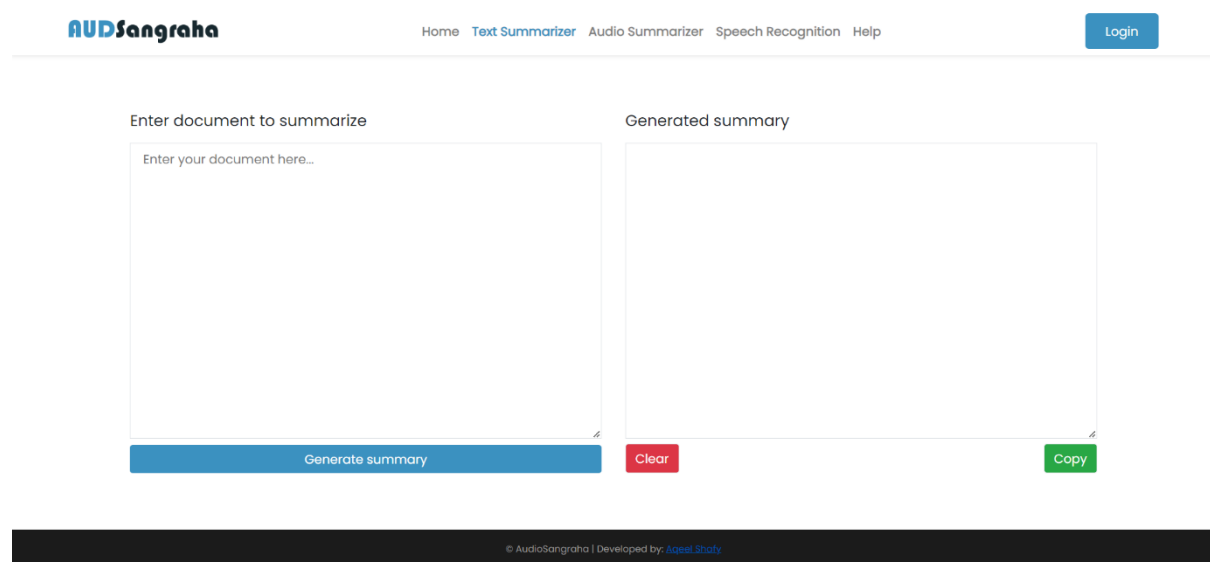 AUDSangraha
Home Text Summarizer Audio Summarizer Speech Recognition Help
Login
Enter document to summarize
Enter your document here...
Generate summary
Generated summary
Clear
Copy
© AudioSangraha | Developed by: Aqeel Shafy